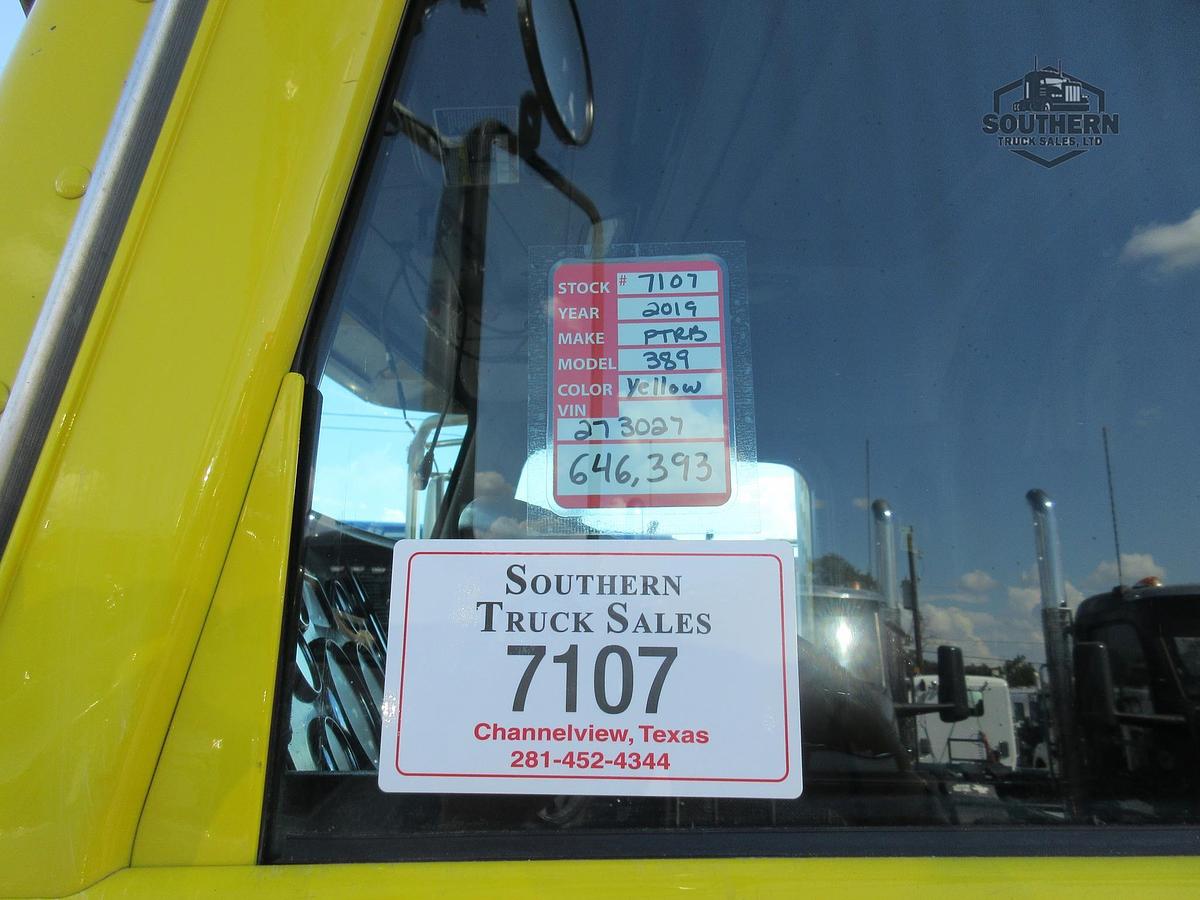 SOUTHERN
TRUCK SALES, LTD
STOCK # 7107
YEAR 2019
MAKE PTRB
MODEL 389
COLOR Yellow
VIN
273027
646,393
SOUTHERN
TRUCK SALES
7107
Channelview, Texas
281-452-4344